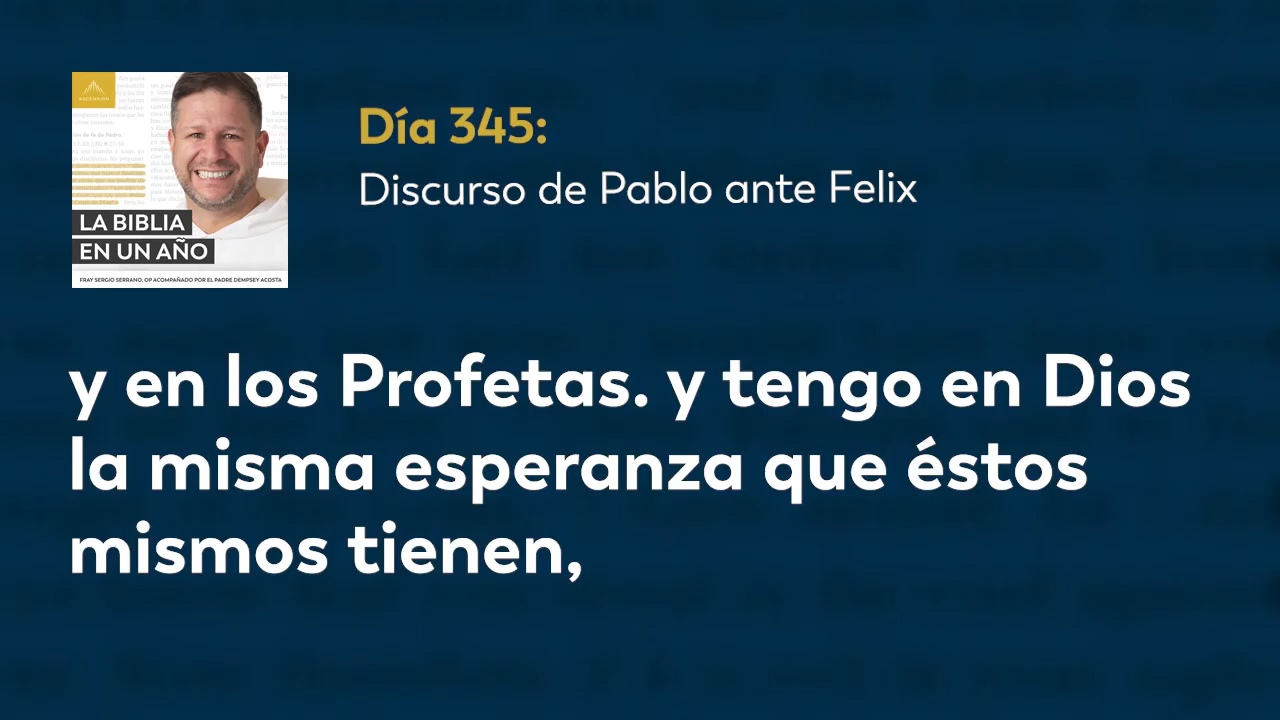 Día 345:
Discurso de Pablo ante Felix
ASCENSION
LA BIBLIA
EN UN AÑO
FRAY SERGIO SERRANO, OP ACOMPAÑADO POR EL PADRE DEMPSEY ACOSTA
y en los Profetas. y tengo en Dios
la misma esperanza que éstos
mismos tienen,